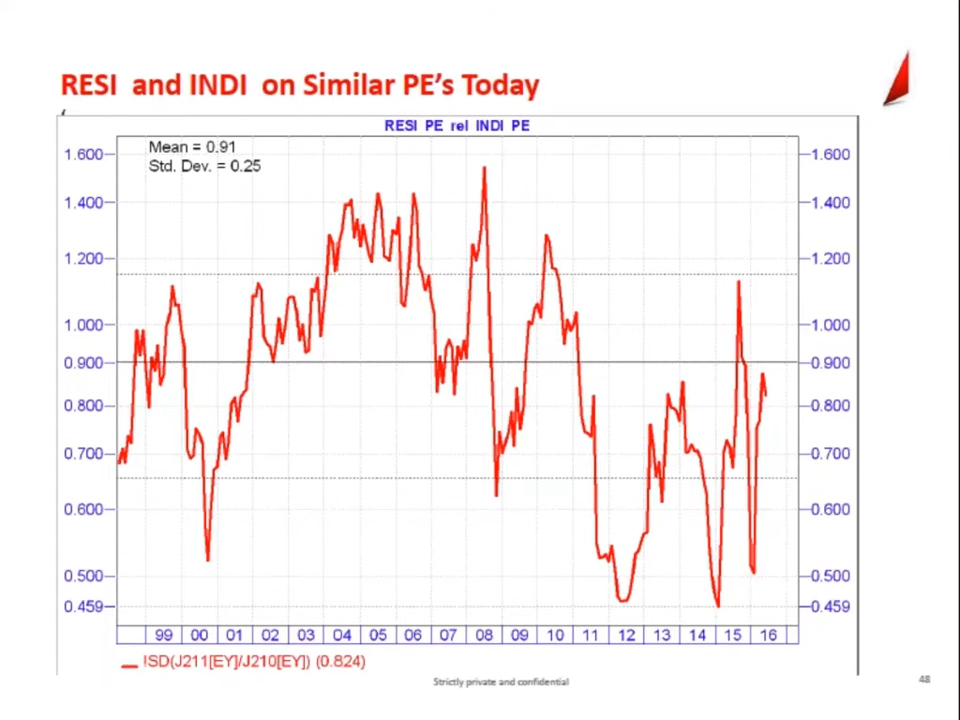 RESI and INDI on Similar PE's Today
RESI PE rel INDI PE
Mean = 0.91
Std. Dev. = 0.25
1.600 1.600
1.400 1.400
1.200 1.200
1.000 1.000
0.900 0.900
0.800 0.800
0.700 0.700
0.600 0.600
0.500 0.500
0.459 0.459
99 00 01 02 03 04 05 06 07 08 09 10 11 12 13 14 15 16
!SD(J211[EY]/J210[EY]) (0.824)
Strictly private and confidential
48